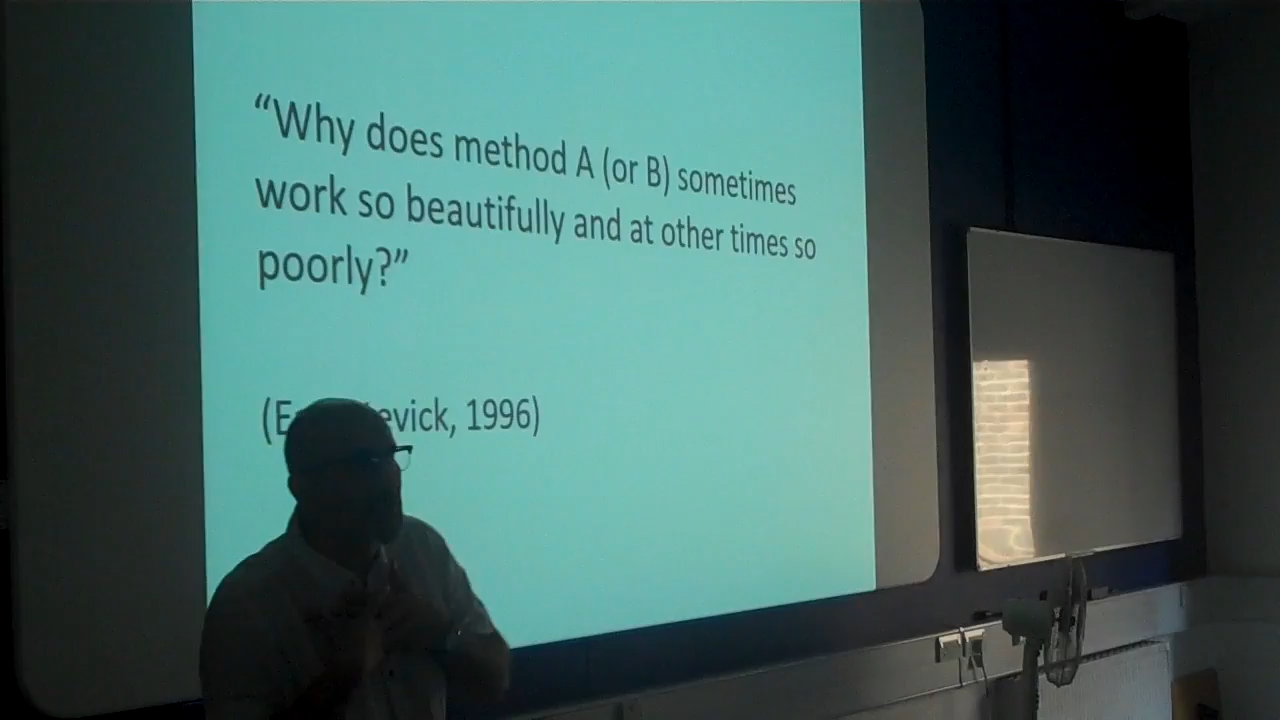 “Why does method A (or B) sometimes
work so beautifully and at other times so
poorly?”
1996)